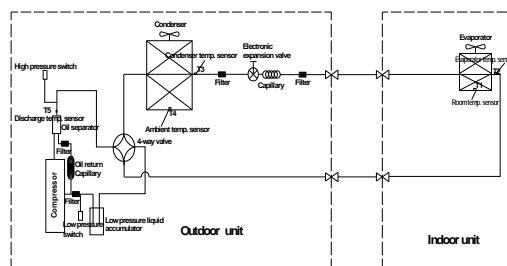 Condenser
Condenser temp. sensor
T3
Electronic
expansion valve
Evaporator
Evaporator temp. sensor
T2
T1
Room temp. sensor
High pressure switch
Filter
Capillary
Filter
T4
Ambient temp. sensor
T5
Discharge temp. sensor
Oil separator
4-way valve
Filter
Oil return
Capillary
Compressor
Filter
Low pressure
switch
Low pressure liquid
accumulator
Outdoor unit
Indoor unit